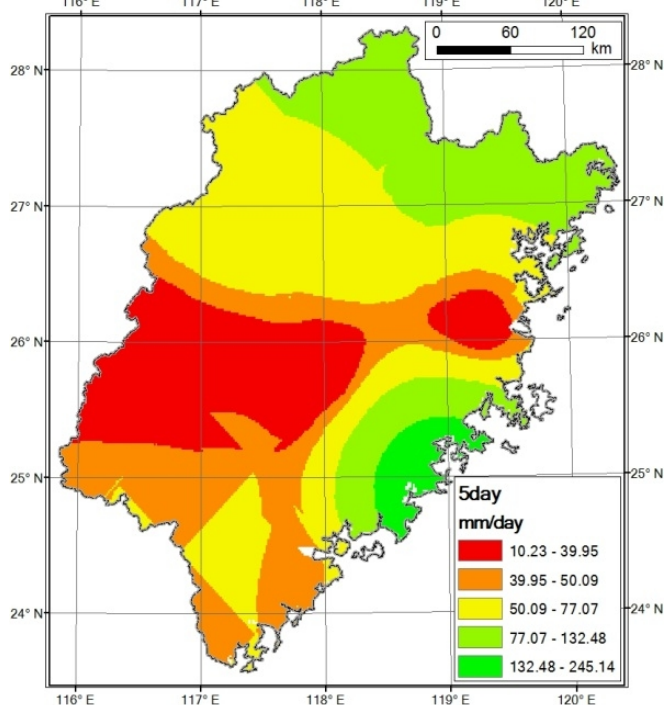 116° E 117° E 118° E 119° E 120° E
0 60 120
km
28° N 28° N
27° N 27° N
26° N 26° N
25° N 25° N
24° N 24° N
5day
mm/day
10.23 - 39.95
39.95 - 50.09
50.09 - 77.07
77.07 - 132.48
132.48 - 245.14
116° E 117° E 118° E 119° E 120° E